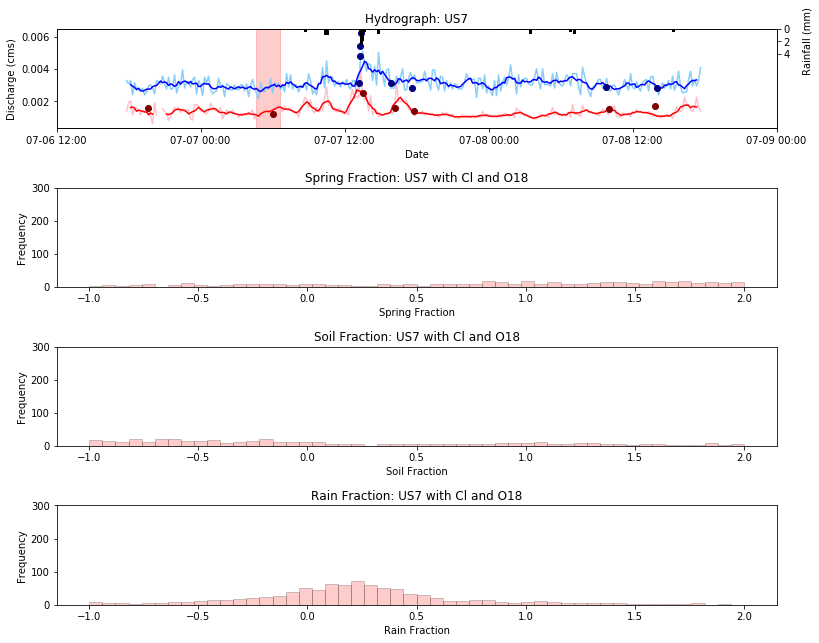 Hydrograph: US7
0.006
0.004
0.002
Discharge (cms)
0
2
4
Rainfall (mm)
07-06 12:00 07-07 00:00 07-07 12:00 07-08 00:00 07-08 12:00 07-09 00:00
Date
Spring Fraction: US7 with Cl and O18
300
200
100
0
Frequency
−1.0 −0.5 0.0 0.5 1.0 1.5 2.0
Spring Fraction
Soil Fraction: US7 with Cl and O18
300
200
100
0
Frequency
−1.0 −0.5 0.0 0.5 1.0 1.5 2.0
Soil Fraction
Rain Fraction: US7 with Cl and O18
300
200
100
0
Frequency
−1.0 −0.5 0.0 0.5 1.0 1.5 2.0
Rain Fraction